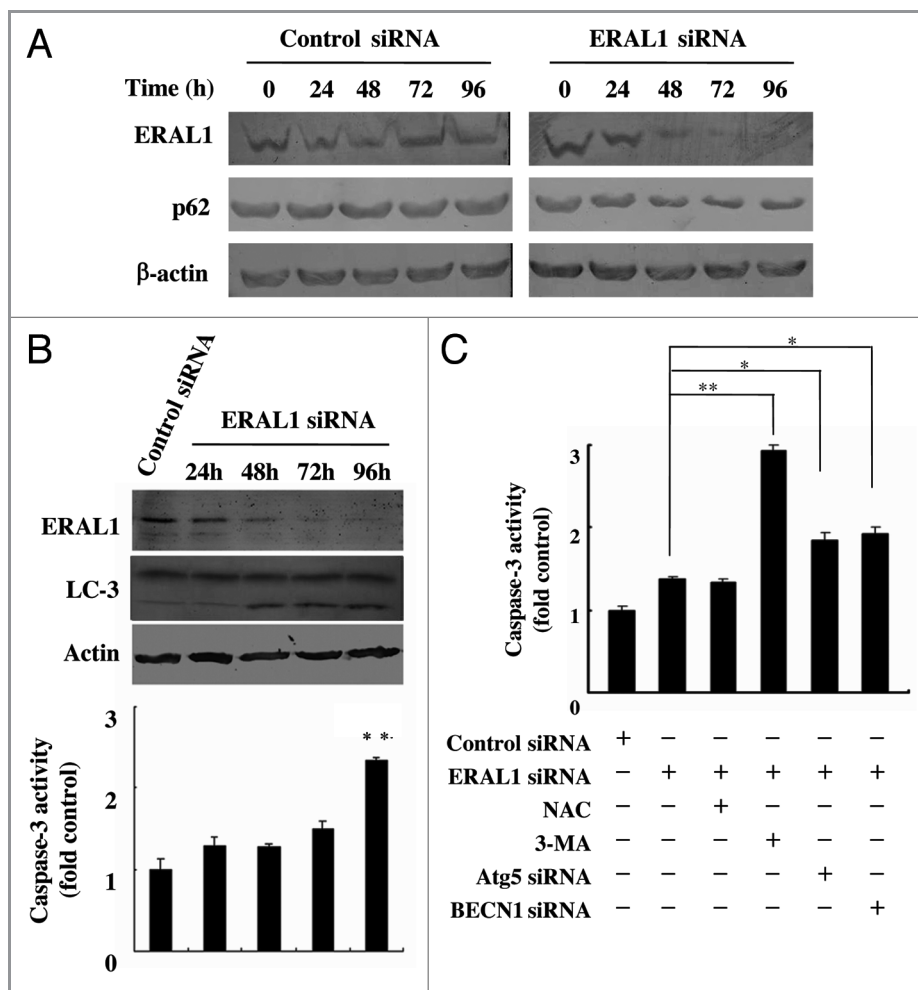 A
Control siRNA
ERAL1 siRNA
Time (h) 0 24 48 72 96 0 24 48 72 96
ERAL1
p62
β-actin
B
Control siRNA
ERAL1 siRNA
24h 48h 72h 96h
ERAL1
LC-3
Actin
Caspase-3 activity
(fold control)
3
2
1
0
**
C
*
*
**
Caspase-3 activity
(fold control)
3
2
1
0
Control siRNA + − − − − −
ERAL1 siRNA − + + + + +
NAC − − + − − −
3-MA − − − + − −
Atg5 siRNA − − − − + −
BECN1 siRNA − − − − − +